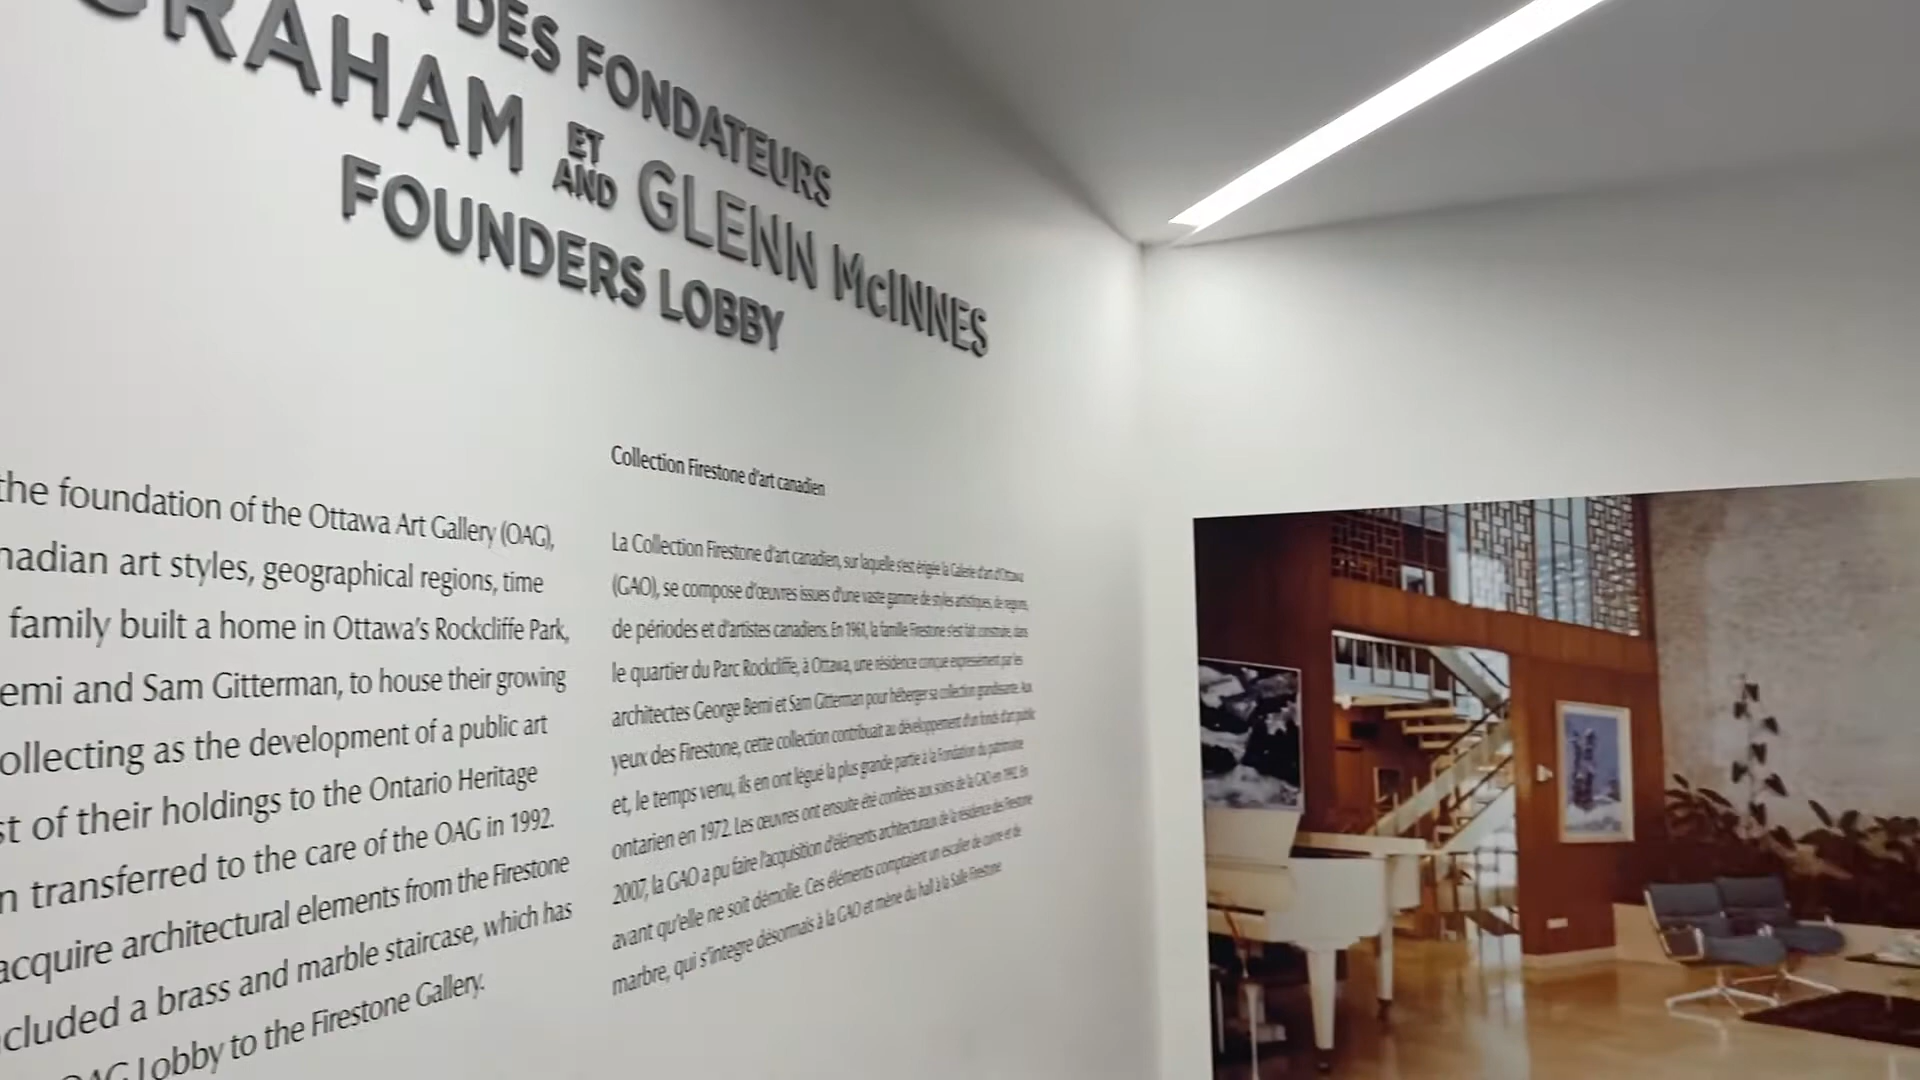 DES FONDATEURS
GRAHAM ET AND GLENN McINNES
FOUNDERS LOBBY
the foundation of the Ottawa Art Gallery (OAG),
nadian art styles, geographical regions, time
family built a home in Ottawa's Rockcliffe Park,
emi and Sam Gitterman, to house their growing
ollecting as the development of a public art
st of their holdings to the Ontario Heritage
n transferred to the care of the OAG in 1992.
acquire architectural elements from the Firestone
cluded a brass and marble staircase, which has
OAG Lobby to the Firestone Gallery.
Collection Firestone d'art canadien
La Collection Firestone d'art canadien, sur laquelle s'est érigée la Galerie d'art d'Ottawa
(GAO), se compose d'œuvres issues d'une vaste gamme de styles artistiques, de régions,
de périodes et d'artistes canadiens. En 1961, la famille Firestone s'est fait construire, dans
le quartier du Parc Rockcliffe, à Ottawa, une résidence conçue expressément par les
architectes George Bemi et Sam Gitterman pour héberger sa collection grandissante. Aux
yeux des Firestone, cette collection contribuait au développement d'un fonds d'art public
et, le temps venu, ils en ont légué la plus grande partie à la Fondation du patrimoine
ontarien en 1972. Les œuvres ont ensuite été confiées aux soins de la GAO en 1992. En
2007, la GAO a pu faire l'acquisition d'éléments architecturaux de la résidence des Firestone
avant qu'elle ne soit démolie. Ces éléments comptaient un escalier de cuivre et de
marbre, qui s'integre désormais à la GAO et mène du hall à la Salle Firestone